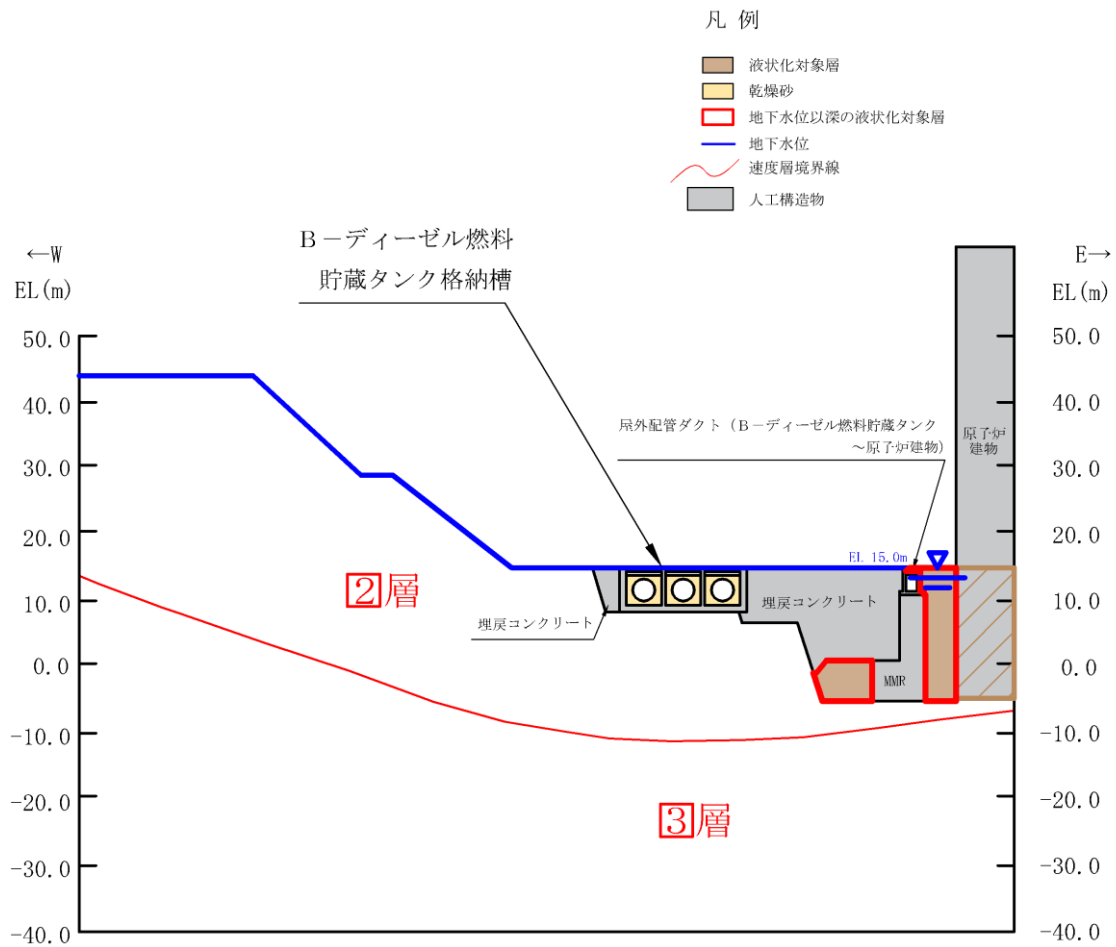 凡 例
液状化対象層
乾燥砂
地下水位以深の液状化対象層
地下水位
速度層境界線
人工構造物
←W
EL(m)
E→
EL(m)
B－ディーゼル燃料
貯蔵タンク格納槽
屋外配管ダクト（B－ディーゼル燃料貯蔵タンク
～原子炉建物）
原子炉
建物
50.0
40.0
30.0
20.0
10.0
0.0
-10.0
-20.0
-30.0
-40.0
EL 15.0m
埋戻コンクリート
埋戻コンクリート
MMR
2層
3層
50.0
40.0
30.0
20.0
10.0
0.0
-10.0
-20.0
-30.0
-40.0